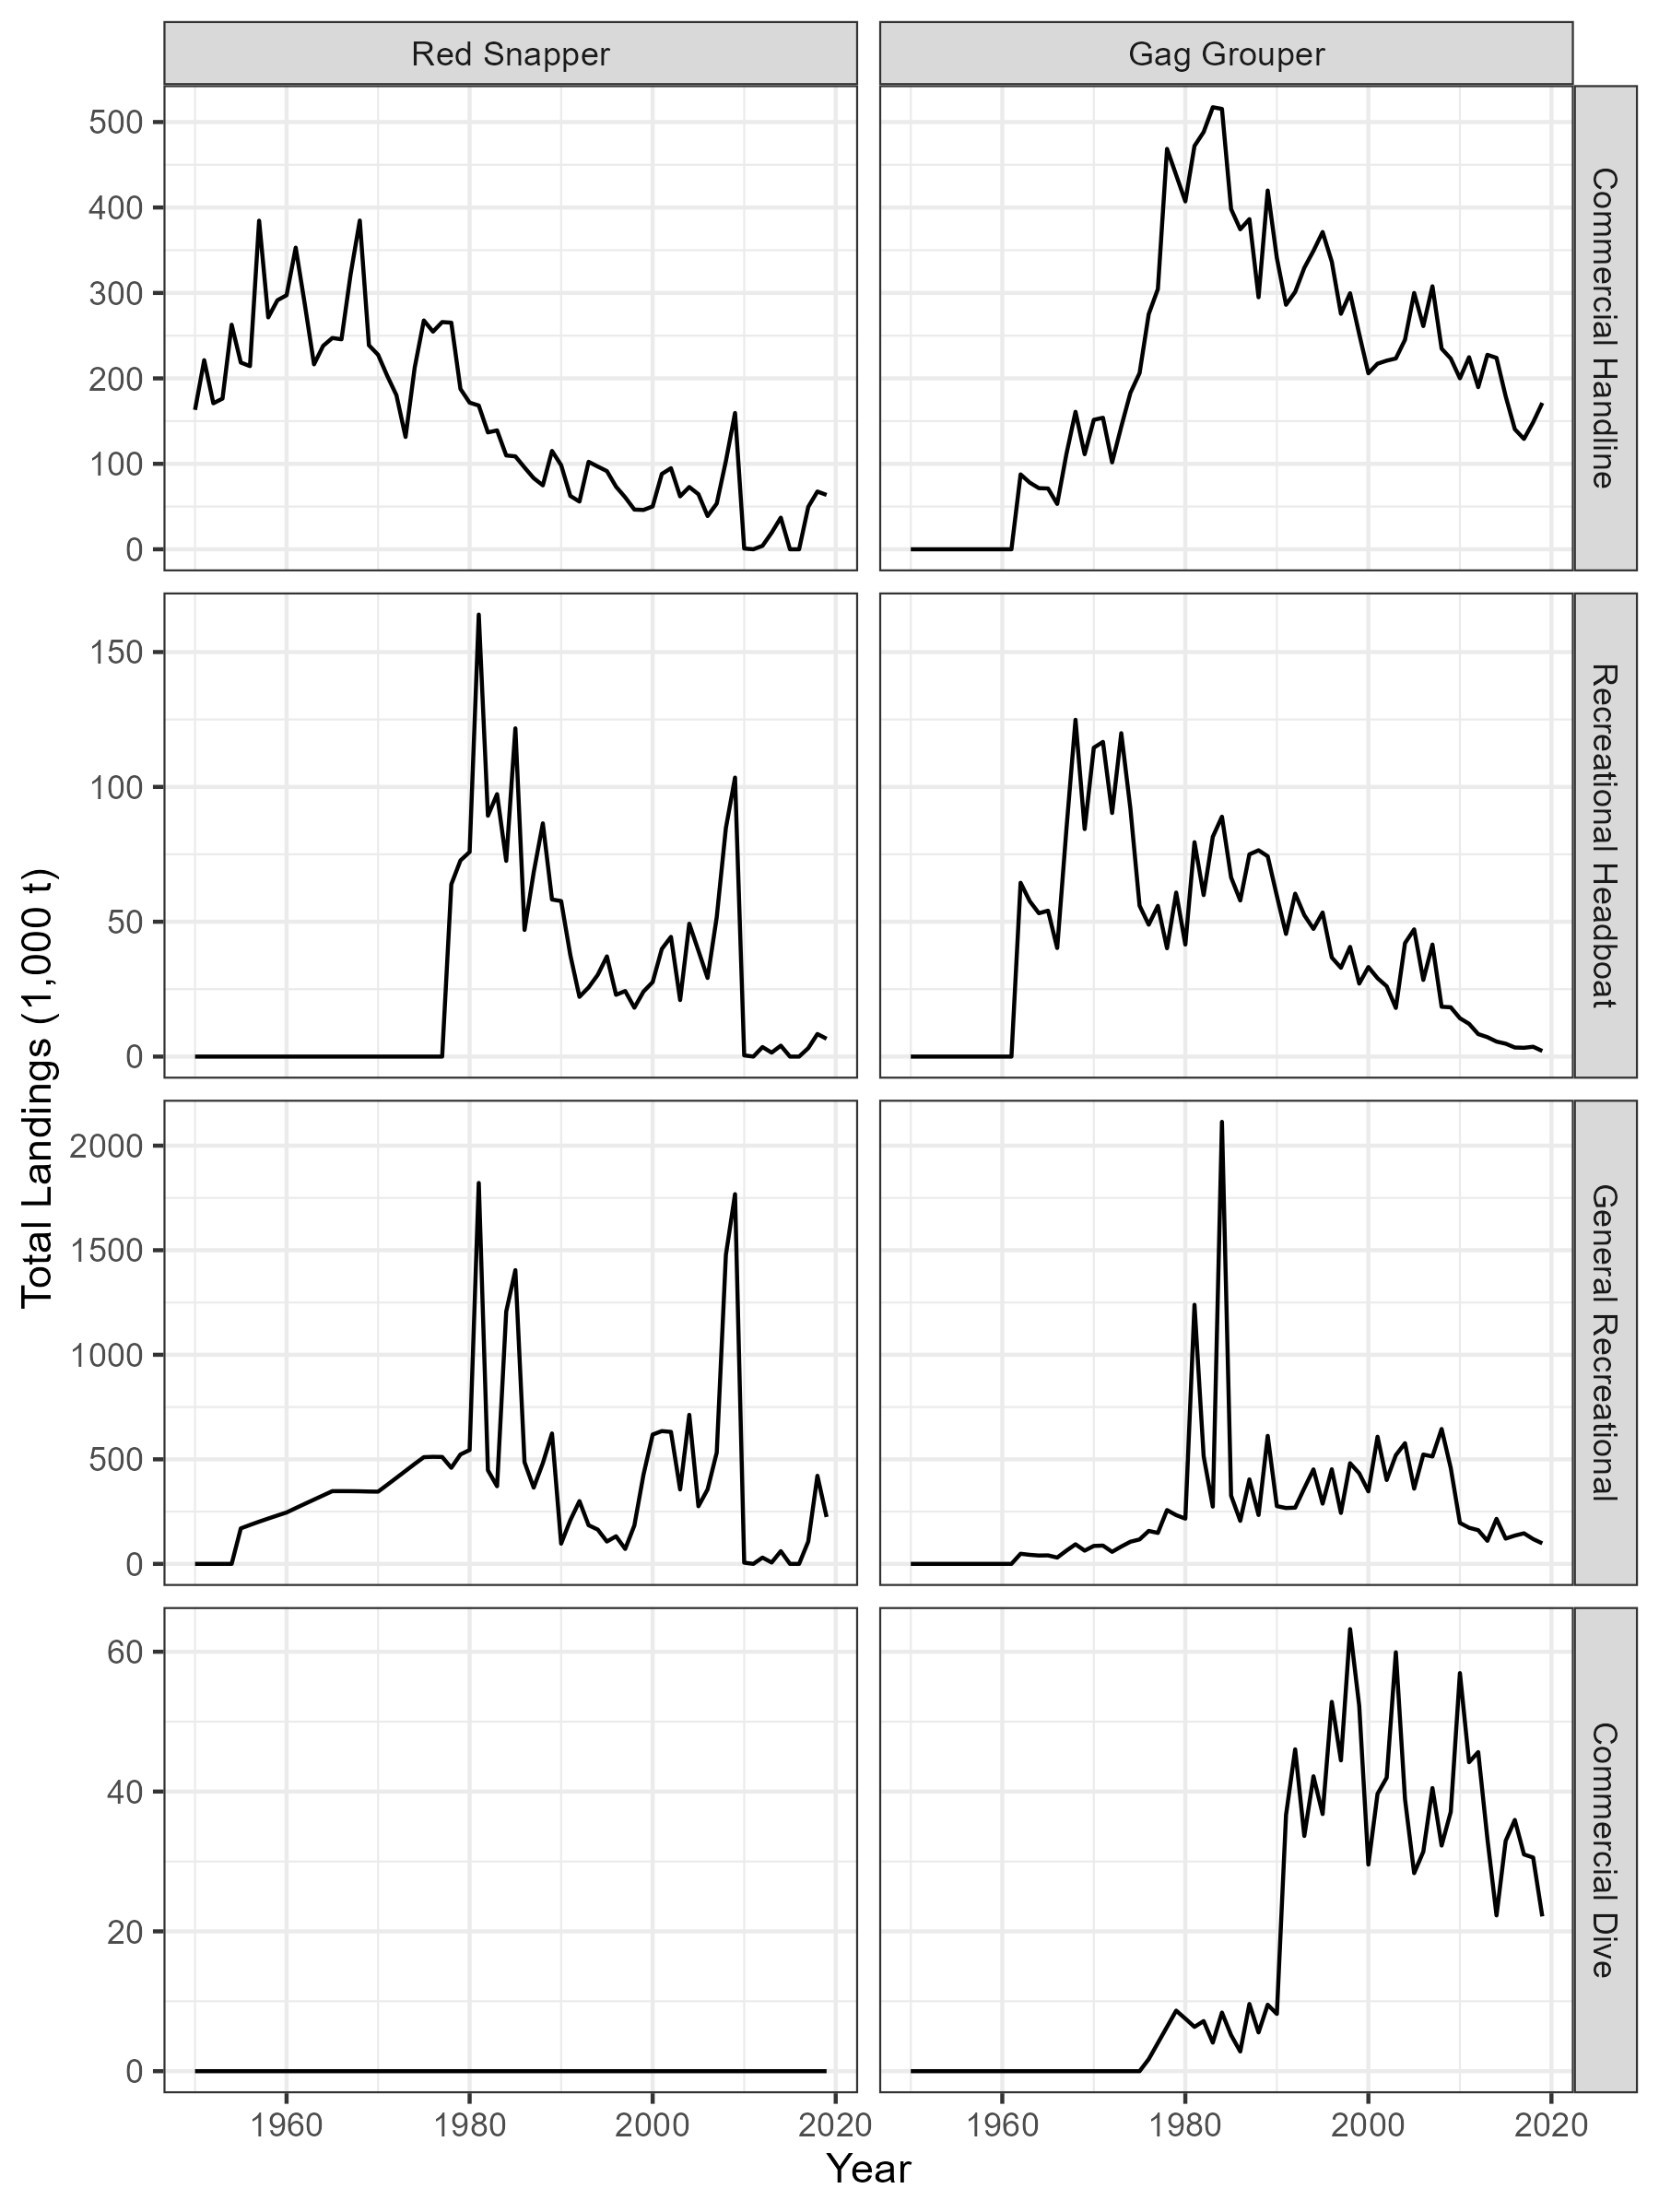 Red Snapper
Gag Grouper
500
400
300
200
100
0
Commercial Handline
150
100
50
0
Recreational Headboat
Total Landings (1,000 t)
2000
1500
1000
500
0
General Recreational
60
40
20
0
Commercial Dive
1960 1980 2000 2020 1960 1980 2000 2020
Year